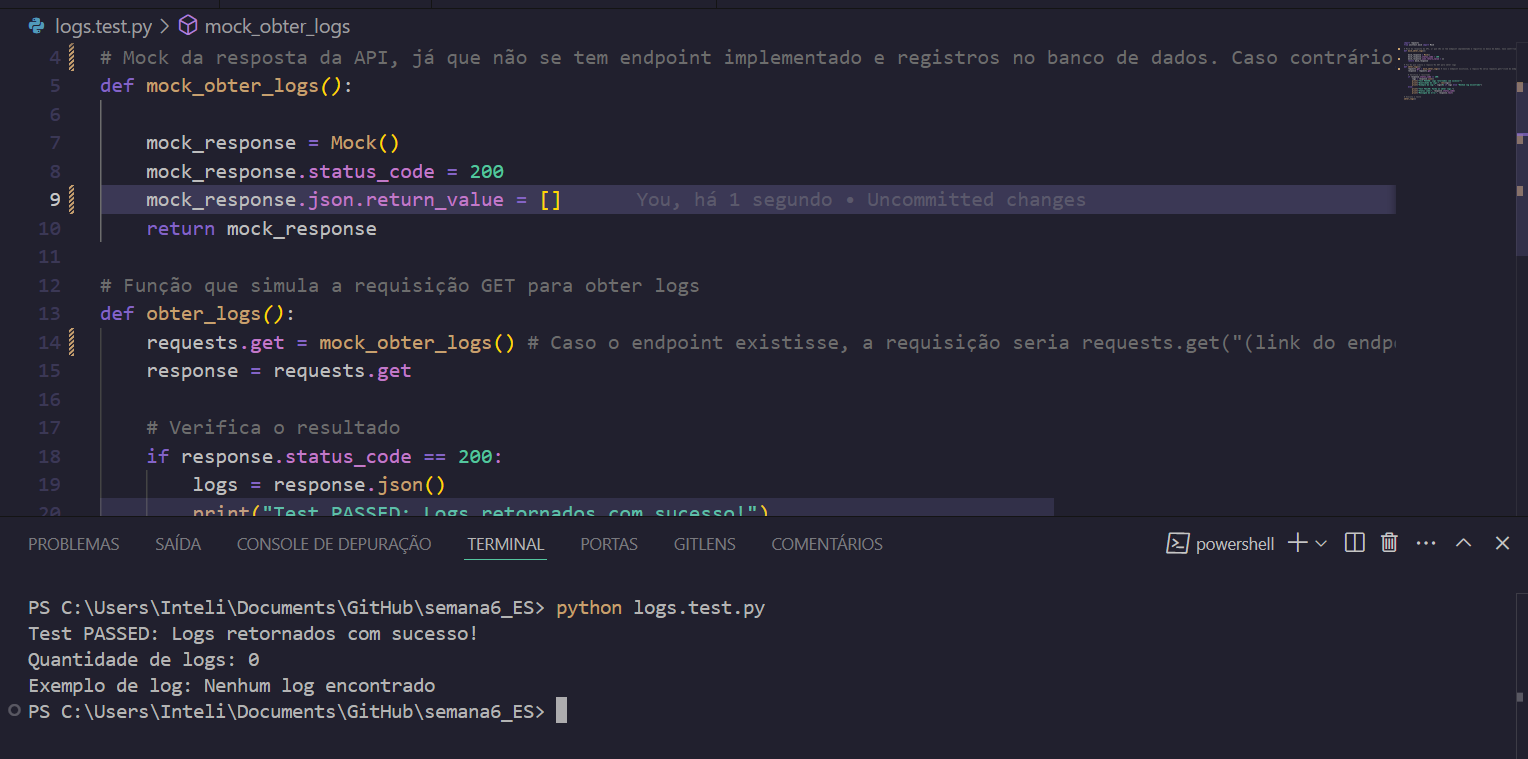 logs.test.py > mock_obter_logs
4 # Mock da resposta da API, já que não se tem endpoint implementado e registros no banco de dados. Caso contrário
5 def mock_obter_logs():
6
7 mock_response = Mock()
8 mock_response.status_code = 200
9 mock_response.json.return_value = [] You, há 1 segundo • Uncommitted changes
10 return mock_response
11
12 # Função que simula a requisição GET para obter logs
13 def obter_logs():
14 requests.get = mock_obter_logs() # Caso o endpoint existisse, a requisição seria requests.get("(link do endp
15 response = requests.get
16
17 # Verifica o resultado
18 if response.status_code == 200:
19 logs = response.json()
20 print("Test PASSED: Logs retornados com sucesso!")
PROBLEMAS SAÍDA CONSOLE DE DEPURAÇÃO TERMINAL PORTAS GITLENS COMENTÁRIOS powershell
PS C:\Users\Inteli\Documents\GitHub\semana6_ES> python logs.test.py
Test PASSED: Logs retornados com sucesso!
Quantidade de logs: 0
Exemplo de log: Nenhum log encontrado
PS C:\Users\Inteli\Documents\GitHub\semana6_ES>